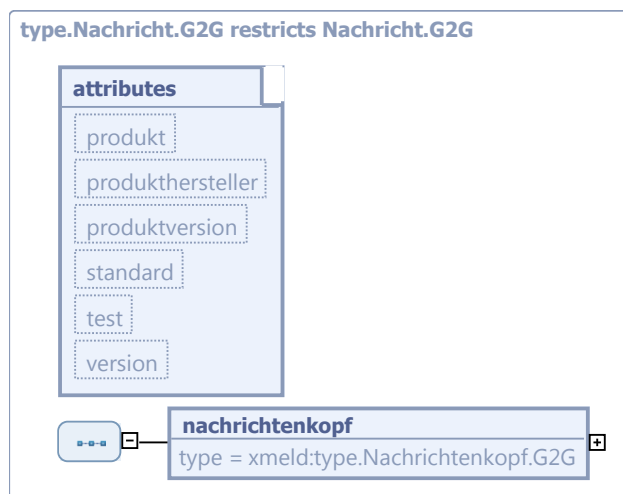 type.Nachricht.G2G restricts Nachricht.G2G
attributes
produkt
produkthersteller
produktversion
standard
test
version
nachrichtenkopf
type = xmeld:type.Nachrichtenkopf.G2G